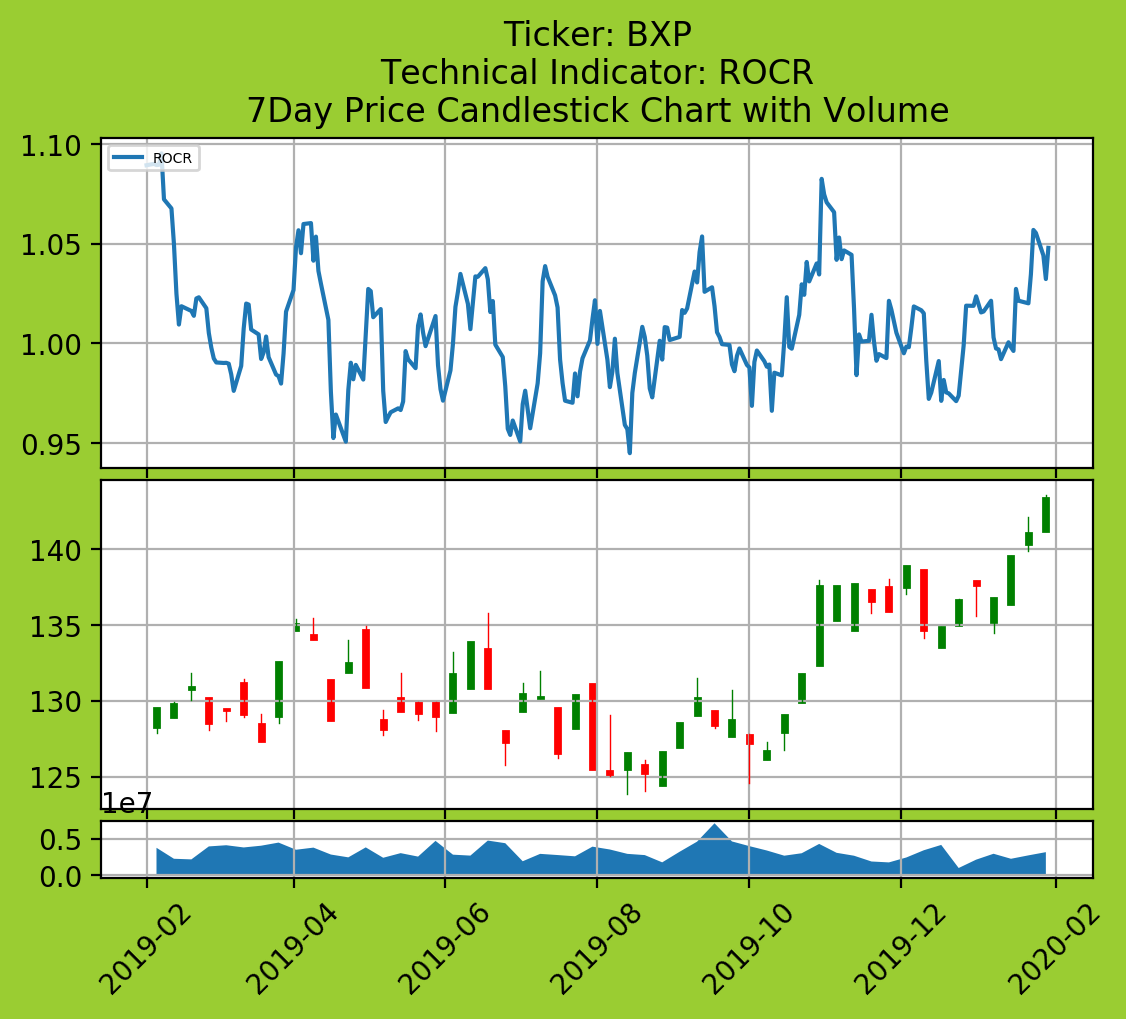 Ticker: BXP
Technical Indicator: ROCR
7Day Price Candlestick Chart with Volume
1.10
ROCR
1.05
1.00
0.95
140
135
130
125
1e7
0.5
0.0
2019-02 2019-04 2019-06 2019-08 2019-10 2019-12 2020-02